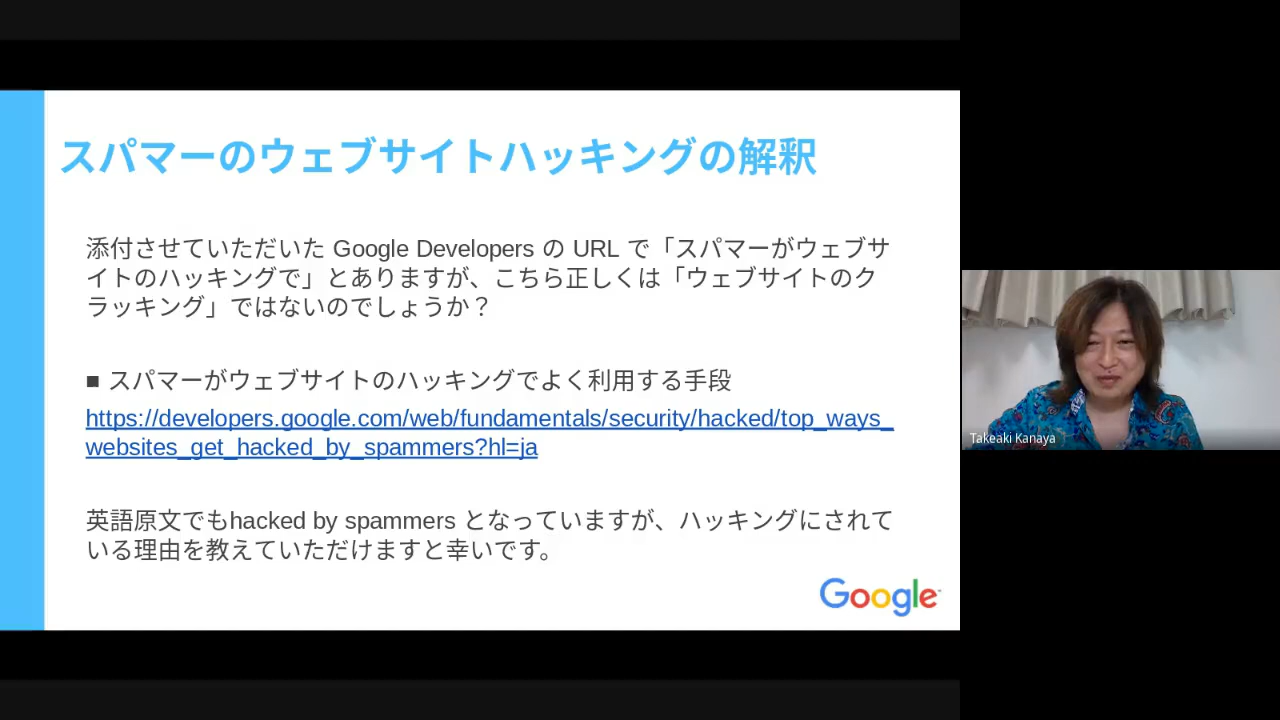 スパマーのウェブサイトハッキングの解釈
添付させていただいた Google Developers の URL で「スパマーがウェブサ
イトのハッキングで」とありますが、こちら正しくは「ウェブサイトのク
ラッキング」ではないのでしょうか？
■ スパマーがウェブサイトのハッキングでよく利用する手段
https://developers.google.com/web/fundamentals/security/hacked/top_ways_
websites_get_hacked_by_spammers?hl=ja
英語原文でもhacked by spammers となっていますが、ハッキングにされて
いる理由を教えていただけますと幸いです。
Google
Takeaki Kanaya